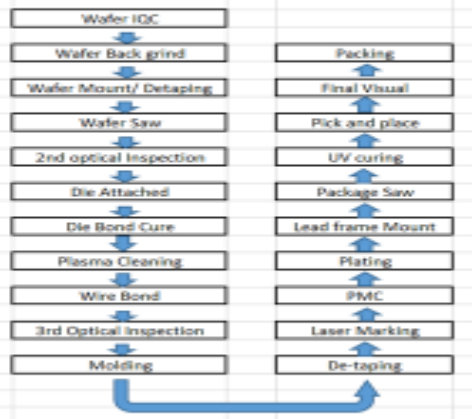 Wafer IQC
Wafer Back grind
Wafer Mount/ Detaping
Wafer Saw
2nd optical Inspection
Die Attached
Die Bond Cure
Plasma Cleaning
Wire Bond
3rd Optical Inspection
Molding
De-taping
Laser Marking
PMC
Plating
Lead frame Mount
Package Saw
UV curing
Pick and place
Final Visual
Packing